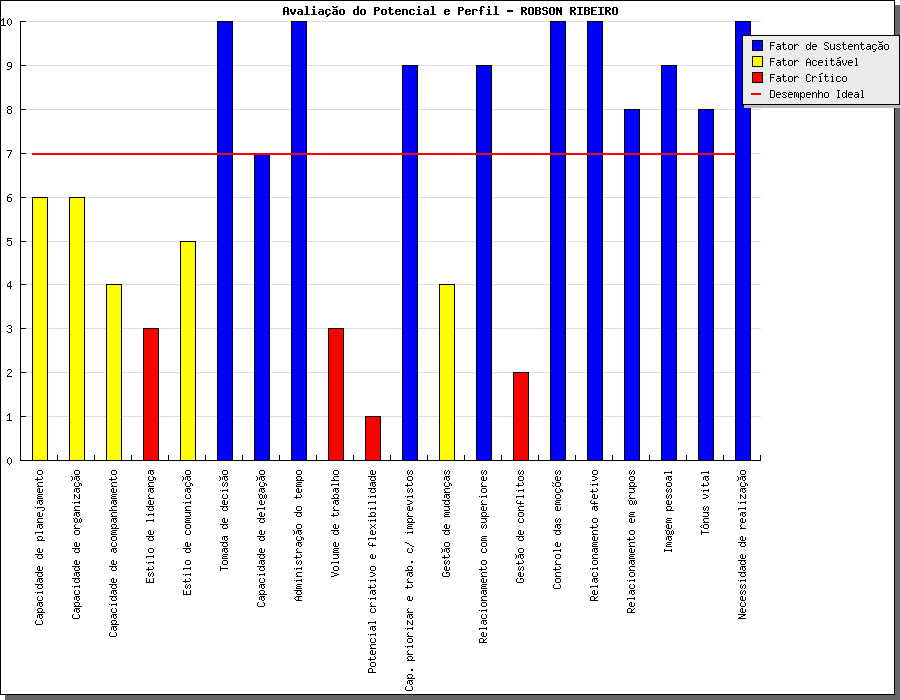 Avaliação do Potencial e Perfil - ROBSON RIBEIRO
10
9
8
7
6
5
4
3
2
1
0
Fator de Sustentação
Fator Aceitável
Fator Crítico
Desempenho Ideal
Capacidade de planejamento
Capacidade de organização
Capacidade de acompanhamento
Estilo de liderança
Estilo de comunicação
Tomada de decisão
Capacidade de delegação
Administração do tempo
Volume de trabalho
Potencial criativo e flexibilidade
Cap. priorizar e trab. c/ imprevistos
Gestão de mudanças
Relacionamento com superiores
Gestão de conflitos
Controle das emoções
Relacionamento afetivo
Relacionamento em grupos
Imagem pessoal
Tônus vital
Necessidade de realização